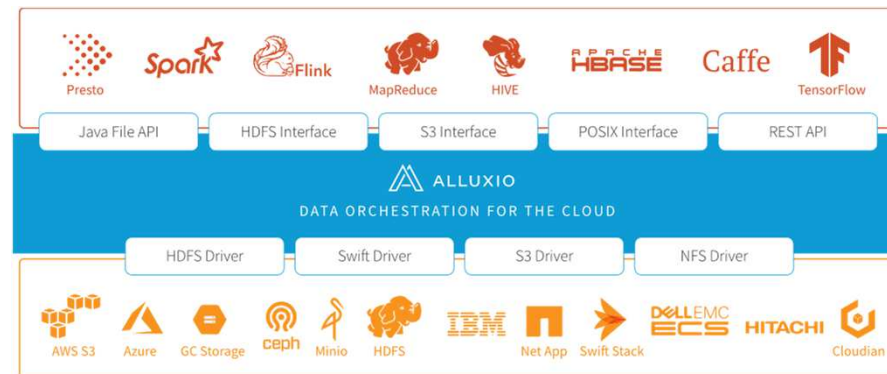 Presto Spark Flink MapReduce HIVE APACHE HBASE Caffe TensorFlow
Java File API HDFS Interface S3 Interface POSIX Interface REST API
ALLUXIO
DATA ORCHESTRATION FOR THE CLOUD
HDFS Driver Swift Driver S3 Driver NFS Driver
AWS S3 Azure GC Storage ceph Minio HDFS IBM Net App Swift Stack DELLEMC ECS HITACHI Cloudian